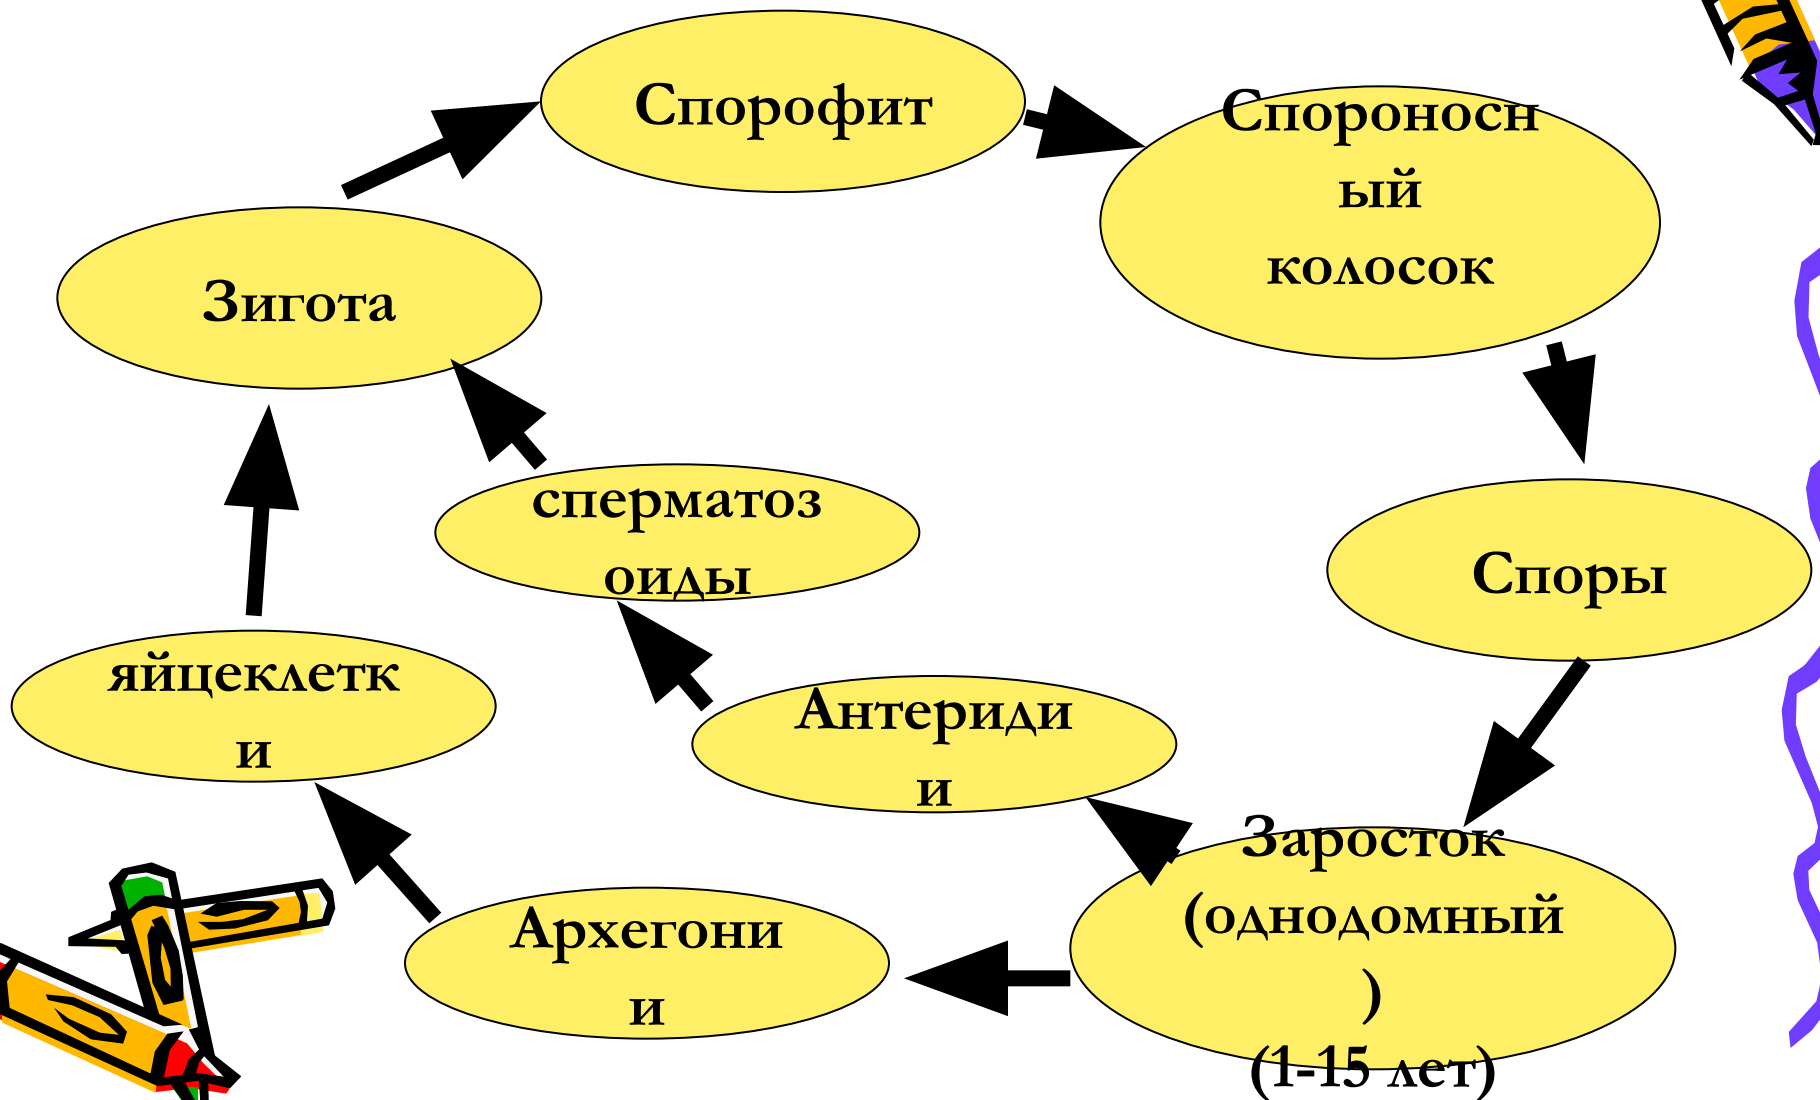 Спорофит
Спороносн
ый
колосок
Зигота
сперматоз
оиды
Споры
яйцеклетк
и
Антериди
и
Заросток
(однодомный
)
(1-15 лет)
Архегони
и